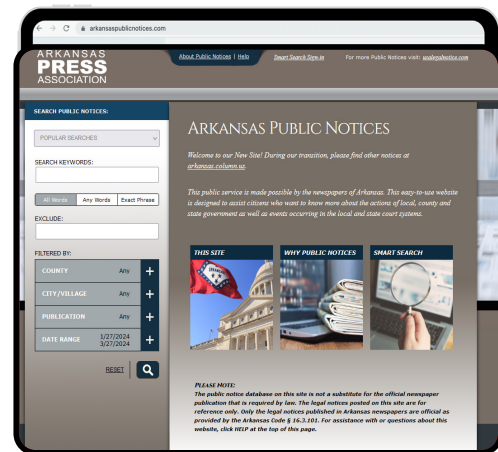 arkansaspublicnotices.com
ARKANSAS
PRESS
ASSOCIATION
About Public Notices | Help
Smart Search Sign in
For more Public Notices visit: usalegalnotice.com
SEARCH PUBLIC NOTICES:
POPULAR SEARCHES
SEARCH KEYWORDS:
All Words
Any Words
Exact Phrase
EXCLUDE:
FILTERED BY:
COUNTY Any +
CITY/VILLAGE Any +
PUBLICATION Any +
DATE RANGE 1/27/2024 +
3/27/2024
RESET
ARKANSAS PUBLIC NOTICES
Welcome to our New Site! During our transition, please find other notices at
arkansas.column.us.
This public service is made possible by the newspapers of Arkansas. This easy-to-use website
is designed to assist citizens who want to know more about the actions of local, county and
state government as well as events occurring in the local and state court systems.
THIS SITE
WHY PUBLIC NOTICES
SMART SEARCH
PLEASE NOTE:
The public notice database on this site is not a substitute for the official newspaper
publication that is required by law. The legal notices posted on this site are for
reference only. Only the legal notices published in Arkansas newspapers are official as
provided by the Arkansas Code § 16.3.101. For assistance with or questions about this
website, click HELP at the top of this page.